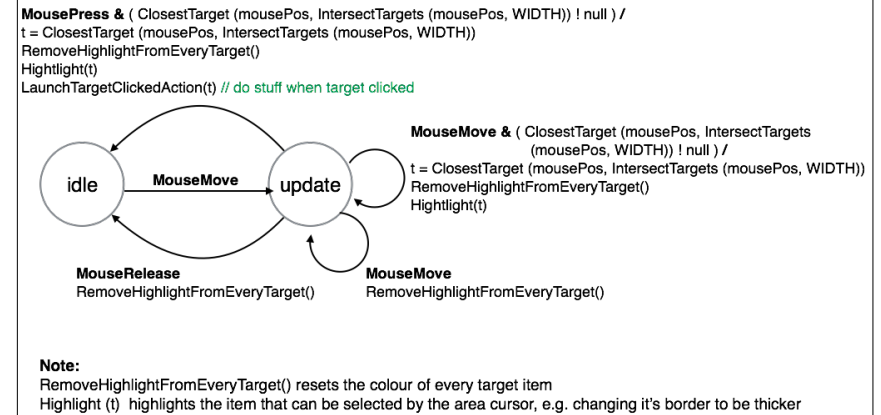 MousePress & ( ClosestTarget (mousePos, IntersectTargets (mousePos, WIDTH)) ! null ) /
t = ClosestTarget (mousePos, IntersectTargets (mousePos, WIDTH))
RemoveHighlightFromEveryTarget()
Hightlight(t)
LaunchTargetClickedAction(t) // do stuff when target clicked
MouseMove & ( ClosestTarget (mousePos, IntersectTargets
(mousePos, WIDTH)) ! null ) /
t = ClosestTarget (mousePos, IntersectTargets (mousePos, WIDTH))
RemoveHighlightFromEveryTarget()
Hightlight(t)
idle
MouseMove
update
MouseRelease
RemoveHighlightFromEveryTarget()
MouseMove
RemoveHighlightFromEveryTarget()
Note:
RemoveHighlightFromEveryTarget() resets the colour of every target item
Highlight (t) highlights the item that can be selected by the area cursor, e.g. changing it's border to be thicker